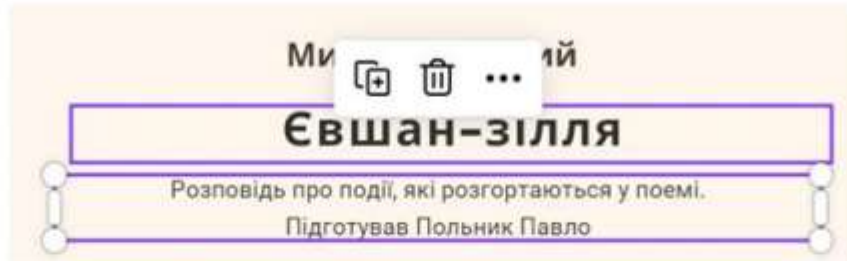 Євшан-зілля
Розповідь про події, які розгортаються у поемі.
Підготував Польник Павло